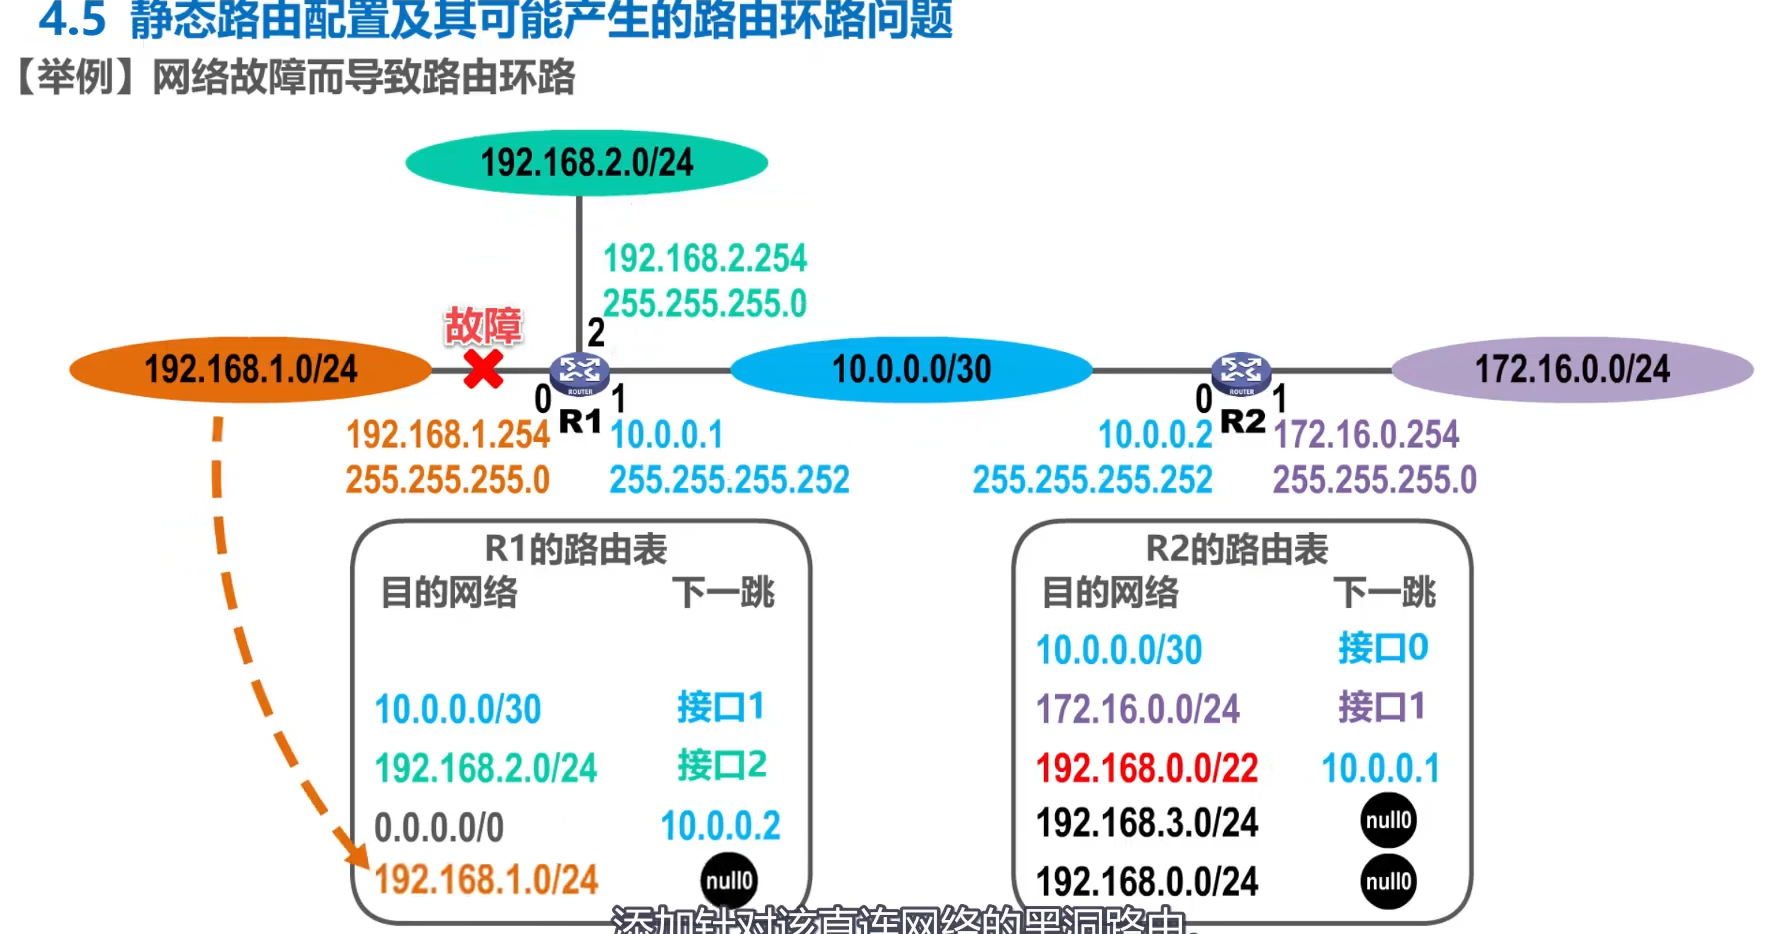 4.5 静态路由配置及其可能产生的路由环路问题
【举例】网络故障而导致路由环路
192.168.2.0/24
192.168.2.254
255.255.255.0
故障
2
192.168.1.0/24
10.0.0.0/30
172.16.0.0/24
ROUTER
ROUTER
0
R1
1
0
R2
1
192.168.1.254
255.255.255.0
10.0.0.1
255.255.255.252
10.0.0.2
255.255.255.252
172.16.0.254
255.255.255.0
R1的路由表
目的网络 下一跳
10.0.0.0/30 接口1
192.168.2.0/24 接口2
0.0.0.0/0 10.0.0.2
192.168.1.0/24 null0
R2的路由表
目的网络 下一跳
10.0.0.0/30 接口0
172.16.0.0/24 接口1
192.168.0.0/22 10.0.0.1
192.168.3.0/24 null0
192.168.0.0/24 null0
添加针对该直连网络的黑洞路由，